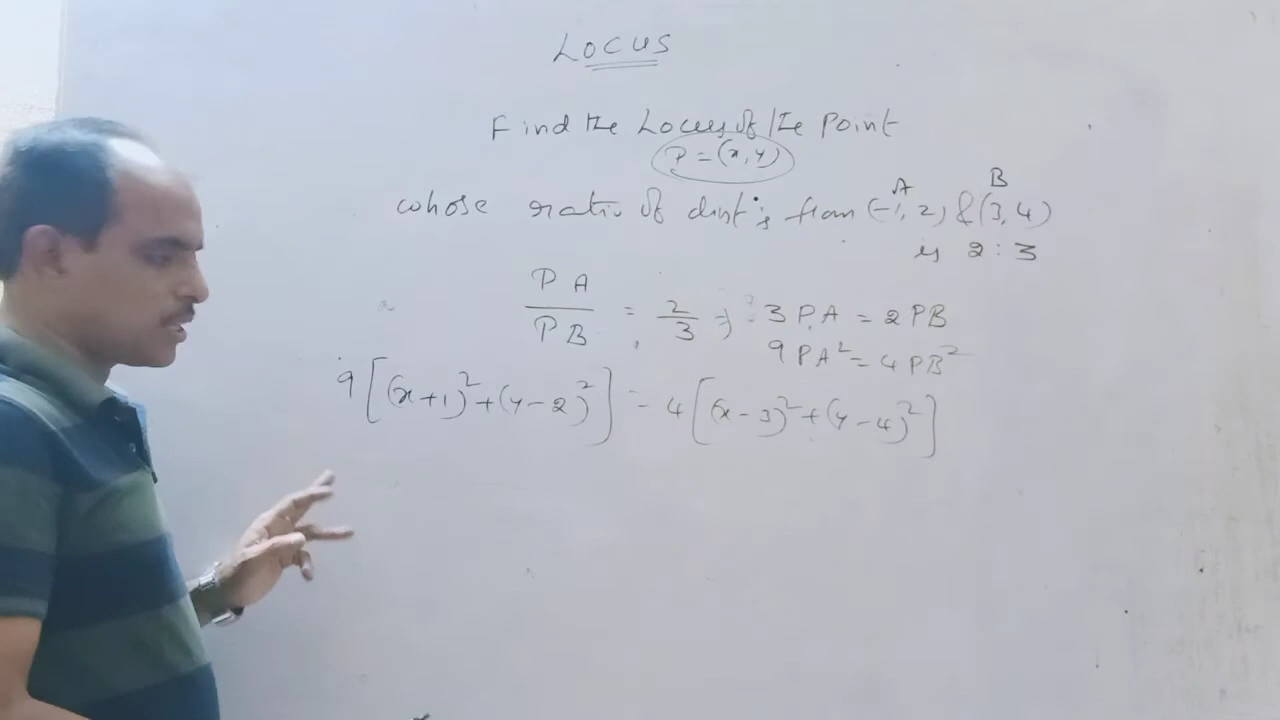 LOCUS
Find the Locus of the Point
P = (x, y)
A B
whose ratio of dist's from (-1, 2) & (3, 4)
is 2 : 3
PA/PB = 2/3 ⇒ 3PA = 2PB
9PA² = 4PB²
9[(x+1)²+(y-2)²] = 4[(x-3)²+(y-4)²]